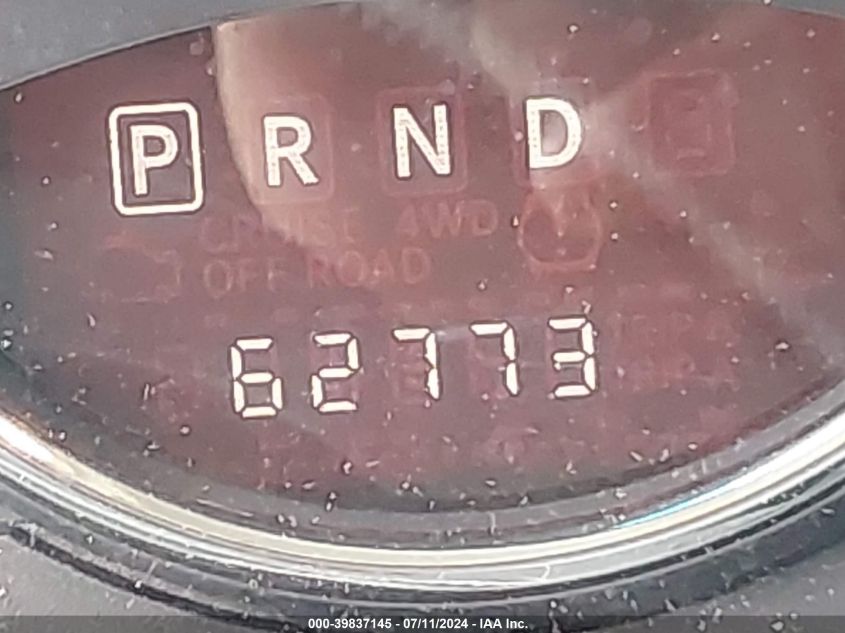 P R N D
CRUISE 4WD
OFF ROAD
62773
000-39837145 - 07/11/2024 - IAA Inc.